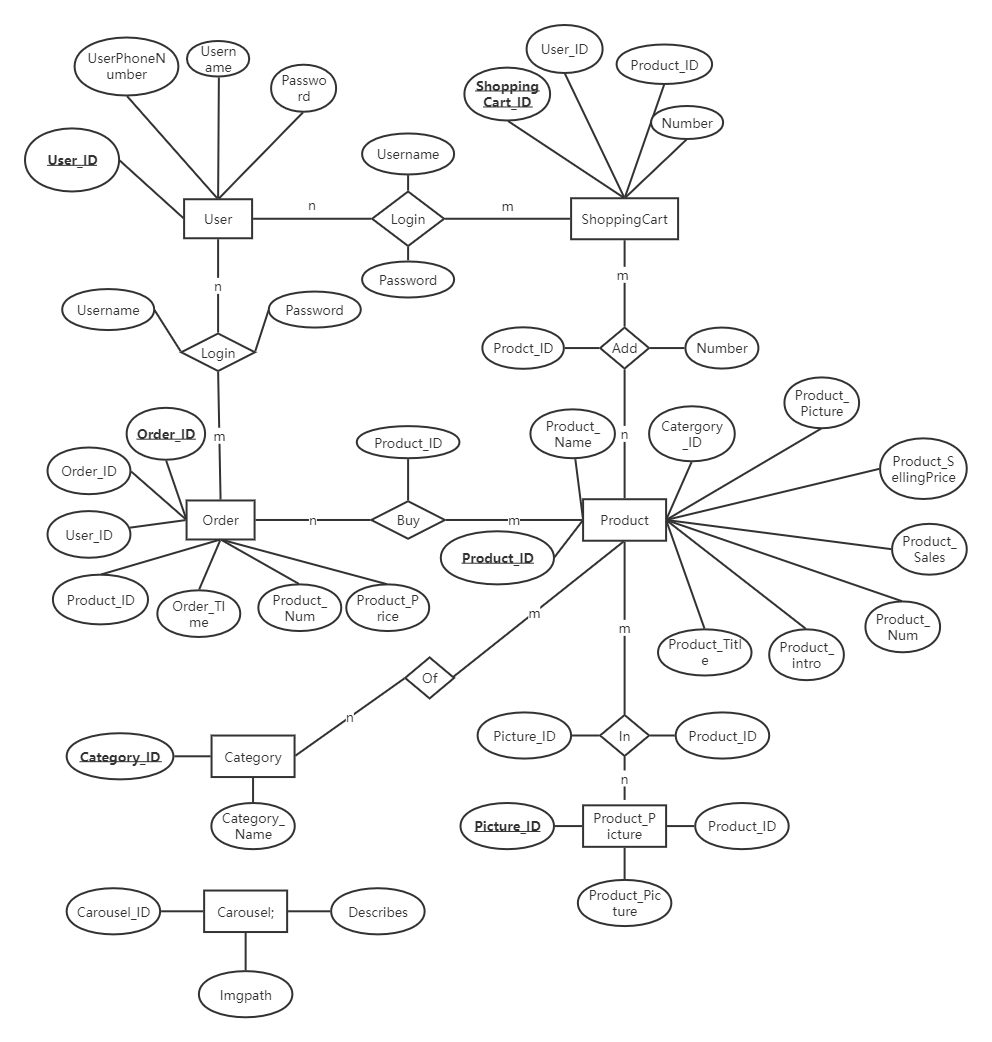 UserPhoneN
umber
Usern
ame
Passwo
rd
User_ID
User
User_ID
Product_ID
Shopping
Cart_ID
Number
Username
n
Login
m
ShoppingCart
Password
n
Username
Password
Login
m
m
Prodct_ID
Add
Number
n
Order_ID
Order_ID
User_ID
Order
Product_ID
Order_TI
me
Product_
Num
Product_P
rice
Product_ID
n
Buy
m
Product_
Name
Catergory
_ID
Product_
Picture
Product_S
ellingPrice
Product
Product_ID
Product_
Sales
Product_
Num
Product_
intro
Product_Titl
e
m
Of
n
m
Category_ID
Category
Category_
Name
Picture_ID
In
Product_ID
n
Picture_ID
Product_P
icture
Product_ID
Product_Pic
ture
Carousel_ID
Carousel;
Describes
Imgpath